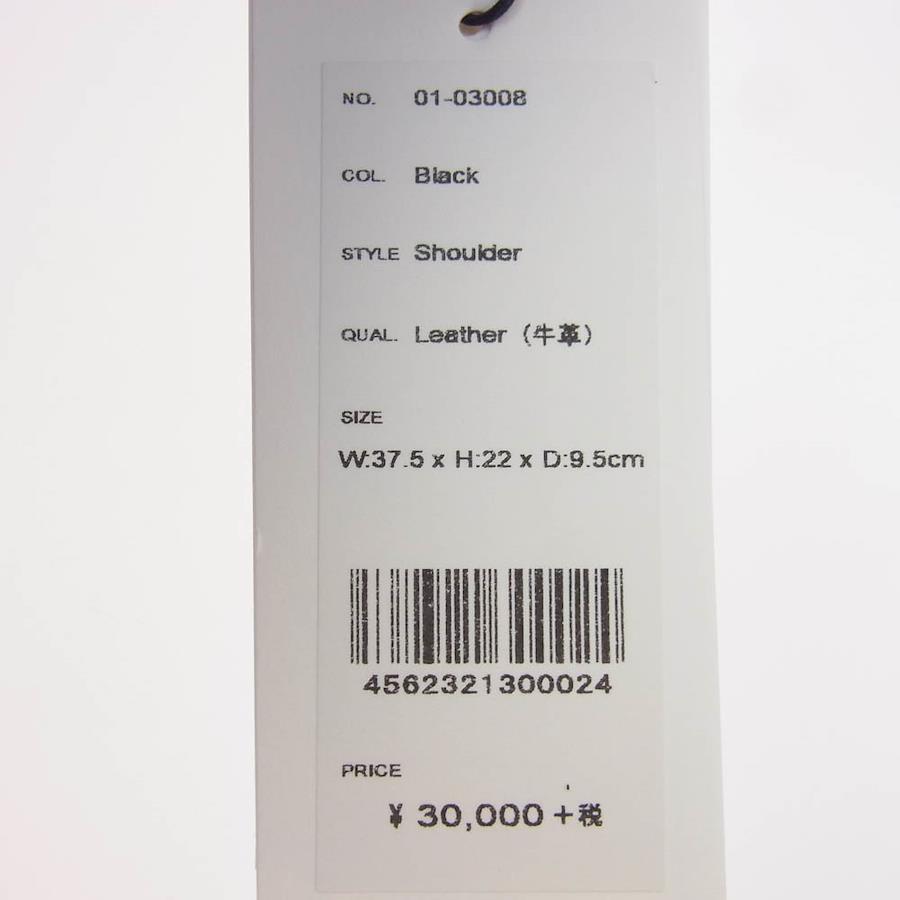 NO. 01-03008
COL. Black
STYLE Shoulder
QUAL. Leather (牛革)
SIZE
W:37.5 x H:22 x D:9.5cm
4562321300024
PRICE
¥ 30,000+税